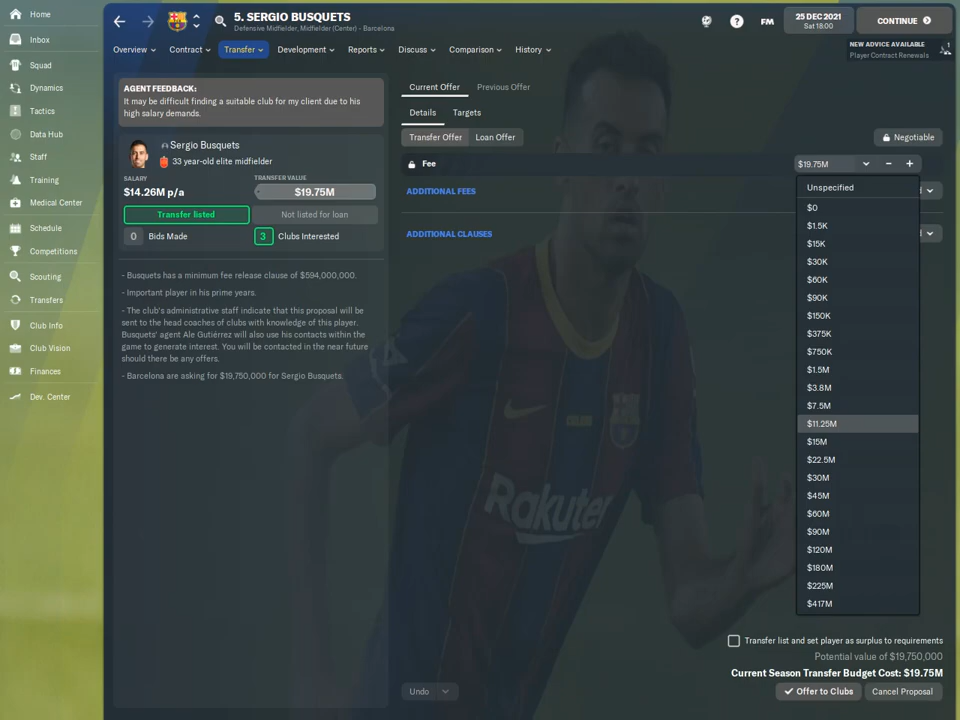 Home
Inbox
Squad
Dynamics
Tactics
Data Hub
Staff
Training
Medical Center
Schedule
Competitions
Scouting
Transfers
Club Info
Club Vision
Finances
Dev. Center
5. SERGIO BUSQUETS
Defensive Midfielder, Midfielder (Center) - Barcelona
?
FM
25 DEC 2021
Sat 18:00
CONTINUE
NEW ADVICE AVAILABLE
Player Contract Renewals
1
Overview
Contract
Transfer
Development
Reports
Discuss
Comparison
History
AGENT FEEDBACK:
It may be difficult finding a suitable club for my client due to his
high salary demands.
Sergio Busquets
33 year-old elite midfielder
SALARY
$14.26M p/a
TRANSFER VALUE
$19.75M
Transfer listed
Not listed for loan
0 Bids Made
3 Clubs Interested
- Busquets has a minimum fee release clause of $594,000,000.
- Important player in his prime years.
- The club's administrative staff indicate that this proposal will be
sent to the head coaches of clubs with knowledge of this player.
Busquets' agent Ale Gutiérrez will also use his contacts within the
game to generate interest. You will be contacted in the near future
should there be any offers.
- Barcelona are asking for $19,750,000 for Sergio Busquets.
Current Offer
Previous Offer
Details
Targets
Transfer Offer
Loan Offer
Negotiable
Fee
$19.75M
ADDITIONAL FEES
ADDITIONAL CLAUSES
Unspecified
$0
$1.5K
$15K
$30K
$60K
$90K
$150K
$375K
$750K
$1.5M
$3.8M
$7.5M
$11.25M
$15M
$22.5M
$30M
$45M
$60M
$90M
$120M
$180M
$225M
$417M
Rakuten
Transfer list and set player as surplus to requirements
Potential value of $19,750,000
Current Season Transfer Budget Cost: $19.75M
Undo
Offer to Clubs
Cancel Proposal